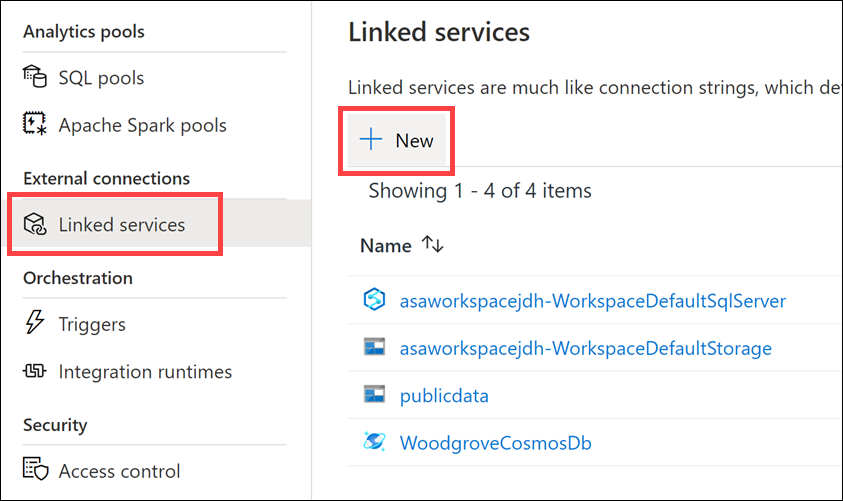 Analytics pools
SQL pools
Apache Spark pools
External connections
Linked services
Orchestration
Triggers
Integration runtimes
Security
Access control
Linked services
Linked services are much like connection strings, which de
New
Showing 1 - 4 of 4 items
Name
asaworkspacejdh-WorkspaceDefaultSqlServer
asaworkspacejdh-WorkspaceDefaultStorage
publicdata
WoodgroveCosmosDb